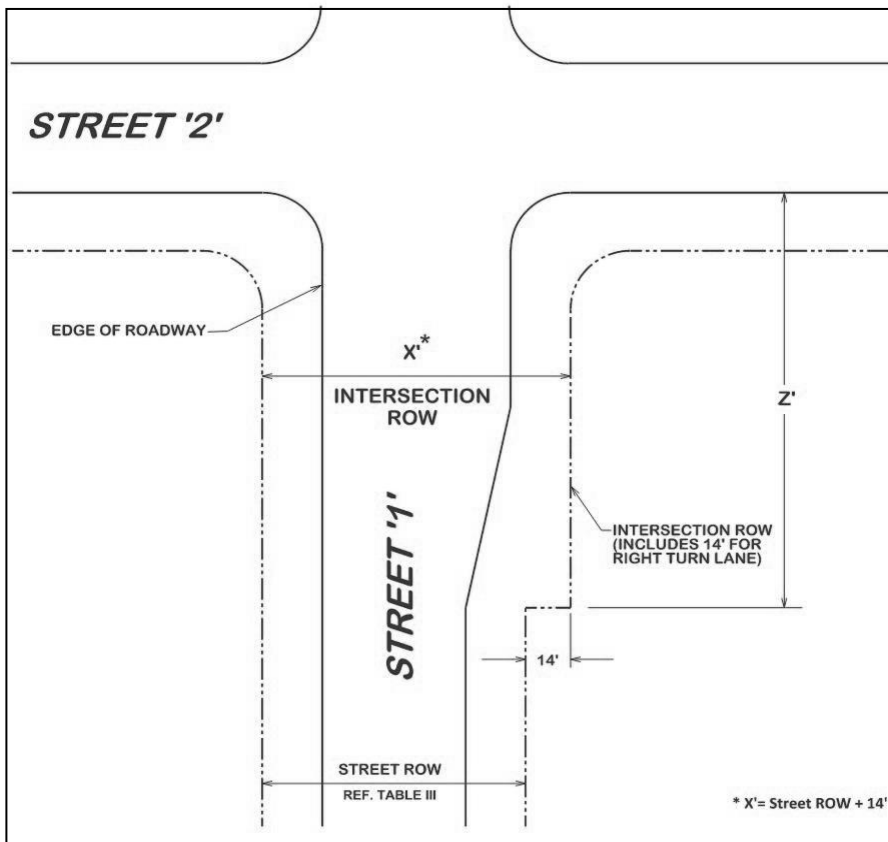 STREET '2'
EDGE OF ROADWAY
X'*
INTERSECTION
ROW
Z'
STREET '1'
INTERSECTION ROW
(INCLUDES 14' FOR
RIGHT TURN LANE)
14'
STREET ROW
REF. TABLE III
* X'= Street ROW + 14'